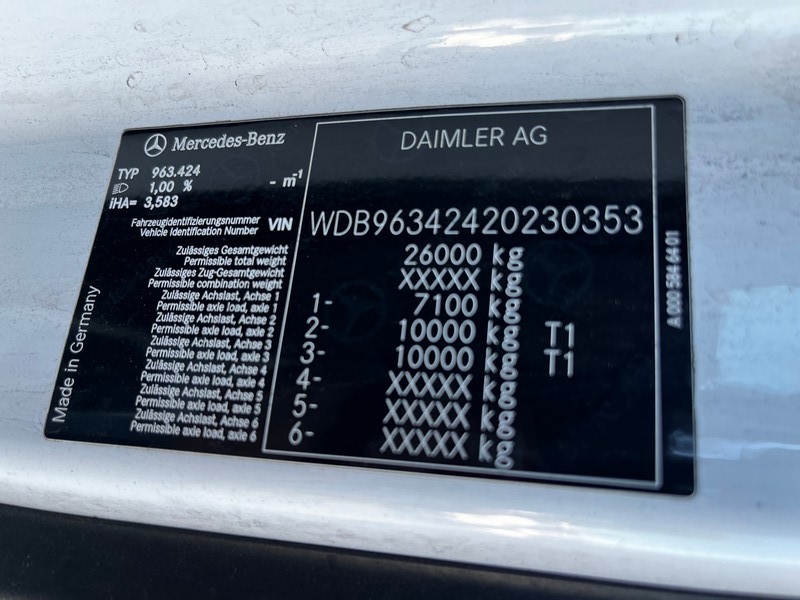 Mercedes-Benz
DAIMLER AG
TYP 963.424
1,00 % - m⁻¹
iHA= 3,583
Fahrzeugidentifizierungsnummer
Vehicle Identification Number VIN WDB96342420230353
Zulässiges Gesamtgewicht
Permissible total weight 26000 kg
Zulässiges Zug-Gesamtgewicht
Permissible combination weight XXXXX kg
Zulässige Achslast, Achse 1
Permissible axle load, axle 1 1- 7100 kg
Zulässige Achslast, Achse 2
Permissible axle load, axle 2 2- 10000 kg T1
Zulässige Achslast, Achse 3
Permissible axle load, axle 3 3- 10000 kg T1
Zulässige Achslast, Achse 4
Permissible axle load, axle 4 4- XXXXX kg
Zulässige Achslast, Achse 5
Permissible axle load, axle 5 5- XXXXX kg
Zulässige Achslast, Achse 6
Permissible axle load, axle 6 6- XXXXX kg
Made in Germany
A 000 584 64 01